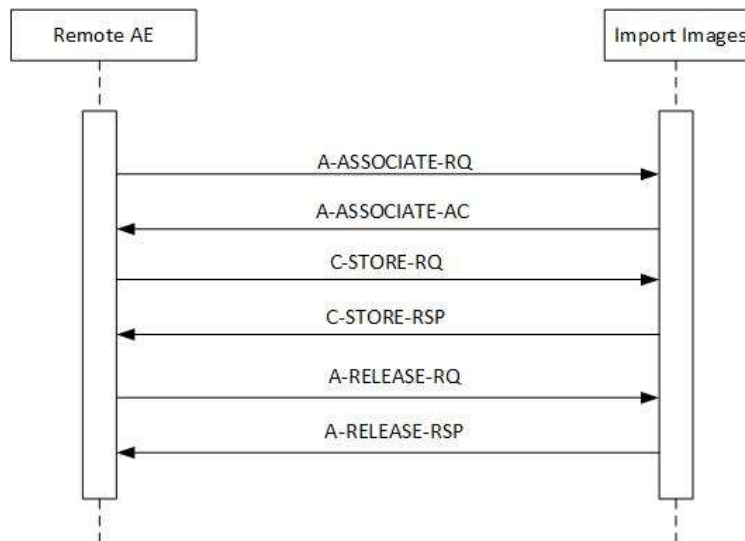 Remote AE
Import Images
A-ASSOCIATE-RQ
A-ASSOCIATE-AC
C-STORE-RQ
C-STORE-RSP
A-RELEASE-RQ
A-RELEASE-RSP